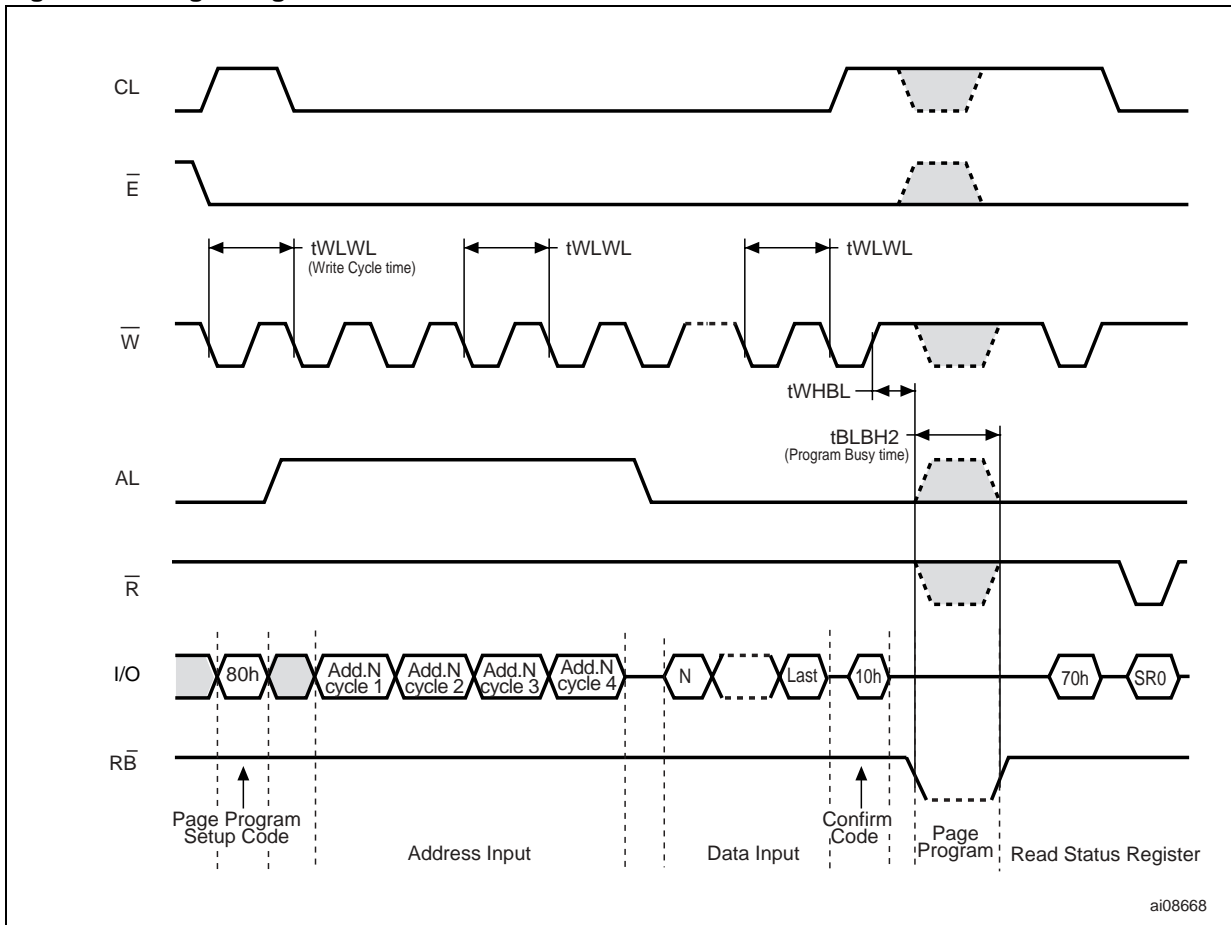 CL
E̅
tWLWL
(Write Cycle time)
tWLWL
tWLWL
W̅
tWHBL
tBLBH2
(Program Busy time)
AL
R̅
I/O
80h
Add.N
cycle 1
Add.N
cycle 2
Add.N
cycle 3
Add.N
cycle 4
N
Last
10h
70h
SR0
RB̅
Page Program
Setup Code
Address Input
Data Input
Confirm
Code
Page
Program
Read Status Register
ai08668